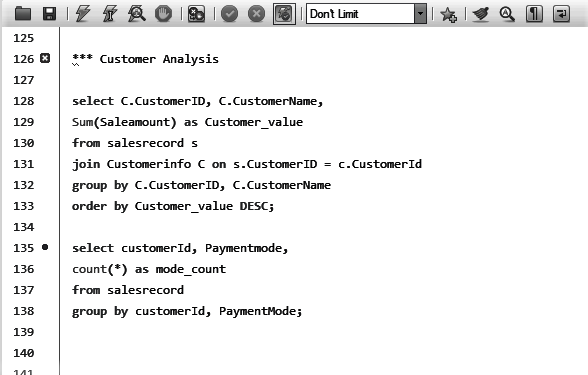 Don't Limit
125
126 *** Customer Analysis
127
128 select C.CustomerID, C.CustomerName,
129 Sum(Saleamount) as Customer_value
130 from salesrecord s
131 join Customerinfo C on s.CustomerID = c.CustomerId
132 group by C.CustomerID, C.CustomerName
133 order by Customer_value DESC;
134
135 select customerId, Paymentmode,
136 count(*) as mode_count
137 from salesrecord
138 group by customerId, PaymentMode;
139
140
141